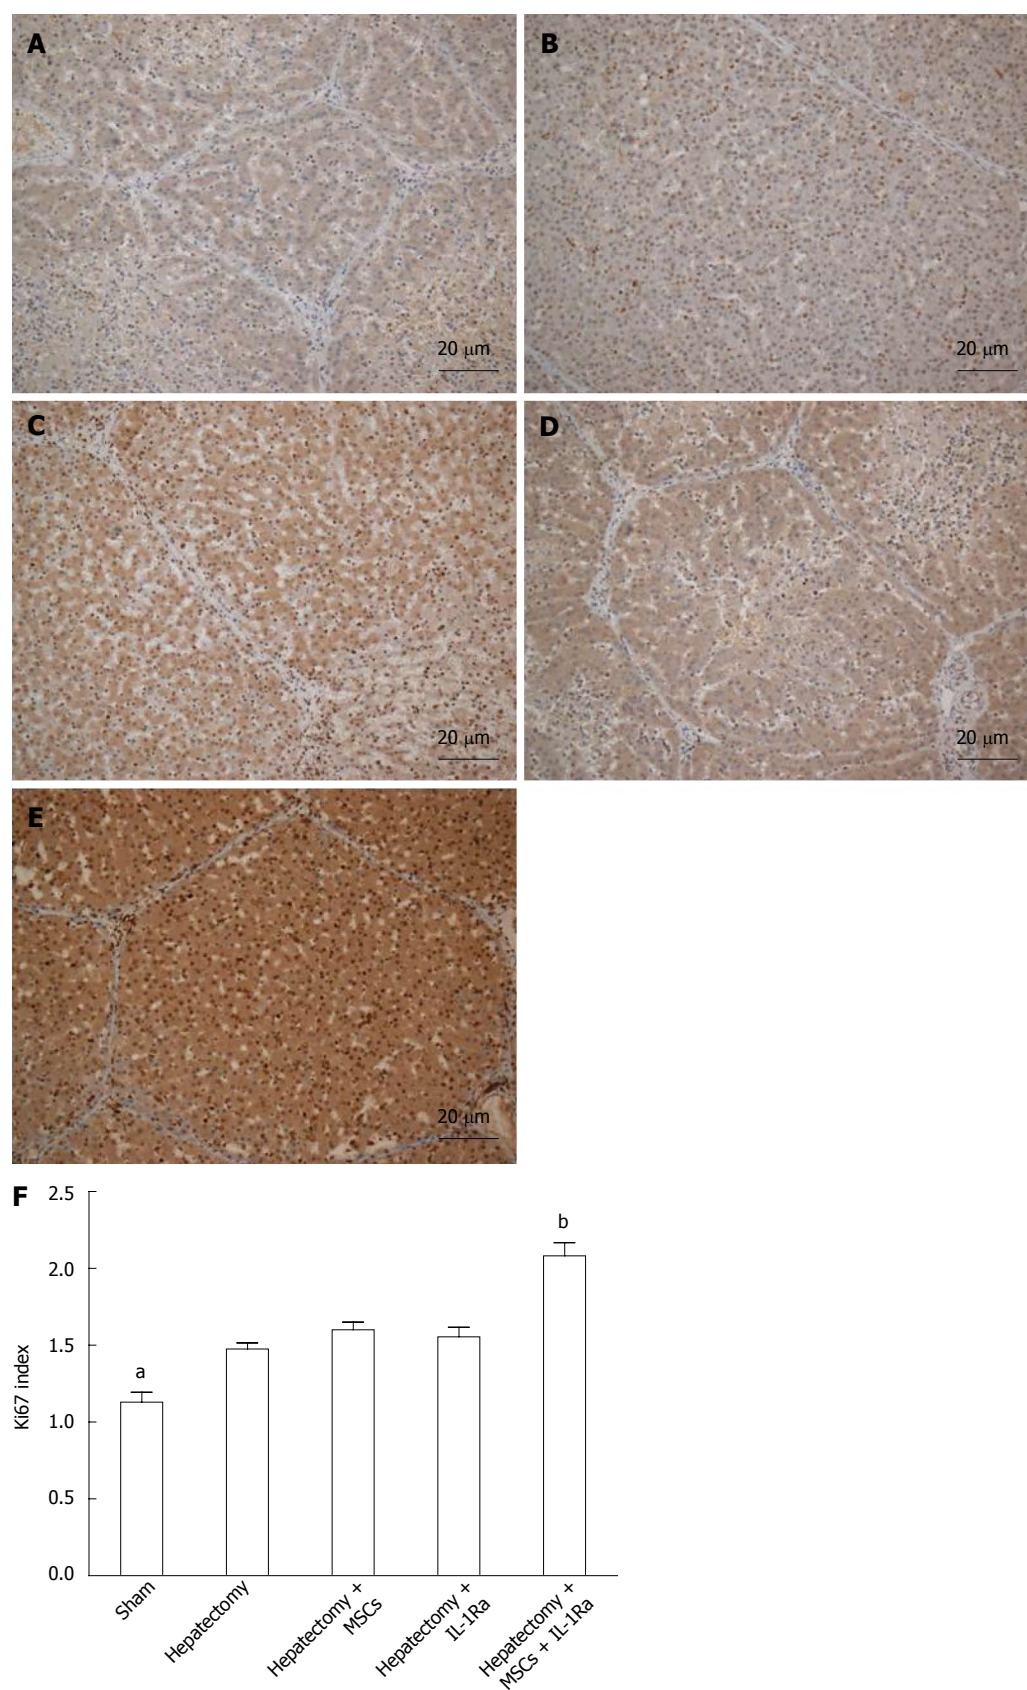 A
B
20 μm
20 μm
C
D
20 μm
20 μm
E
20 μm
F
2.5
2.0
1.5
1.0
0.5
0.0
Ki67 index
a
b
Sham
Hepatectomy
Hepatectomy +
MSCs
Hepatectomy +
IL-1Ra
Hepatectomy +
MSCs + IL-1Ra